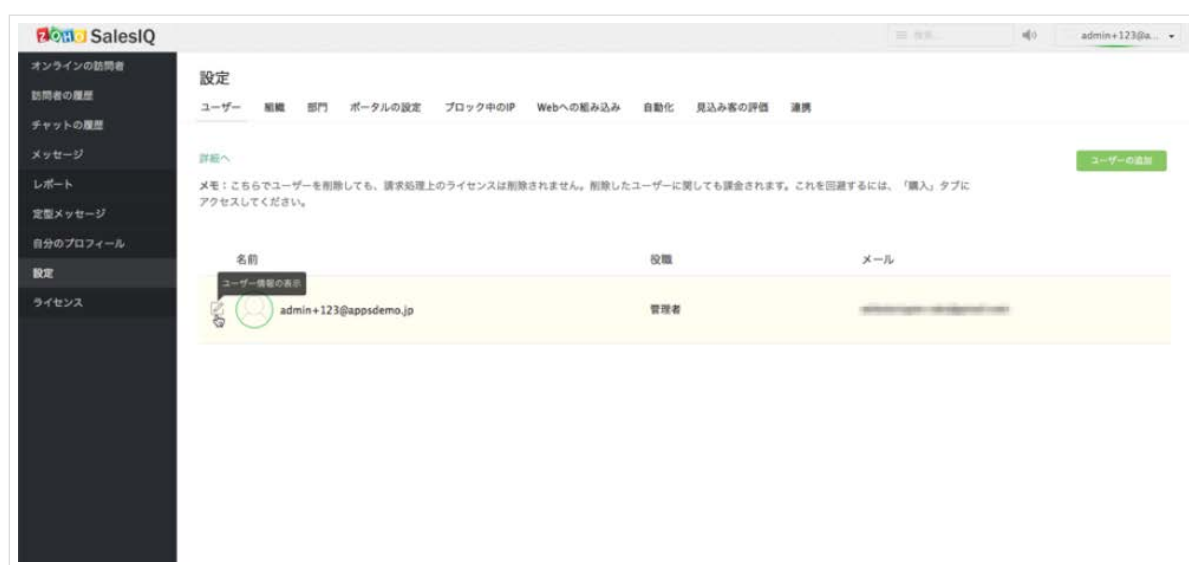 ZOHO SalesIQ
検索...
admin+123@a...
オンラインの訪問者
訪問者の履歴
チャットの履歴
メッセージ
レポート
定型メッセージ
自分のプロフィール
設定
ライセンス
設定
ユーザー 組織 部門 ポータルの設定 ブロック中のIP Webへの組み込み 自動化 見込み客の評価 連携
詳細へ
ユーザーの追加
メモ:こちらでユーザーを削除しても、請求処理上のライセンスは削除されません。削除したユーザーに関しても課金されます。これを回避するには、「購入」タブに
アクセスしてください。
名前 役職 メール
ユーザー情報の表示
admin+123@appsdemo.jp 管理者